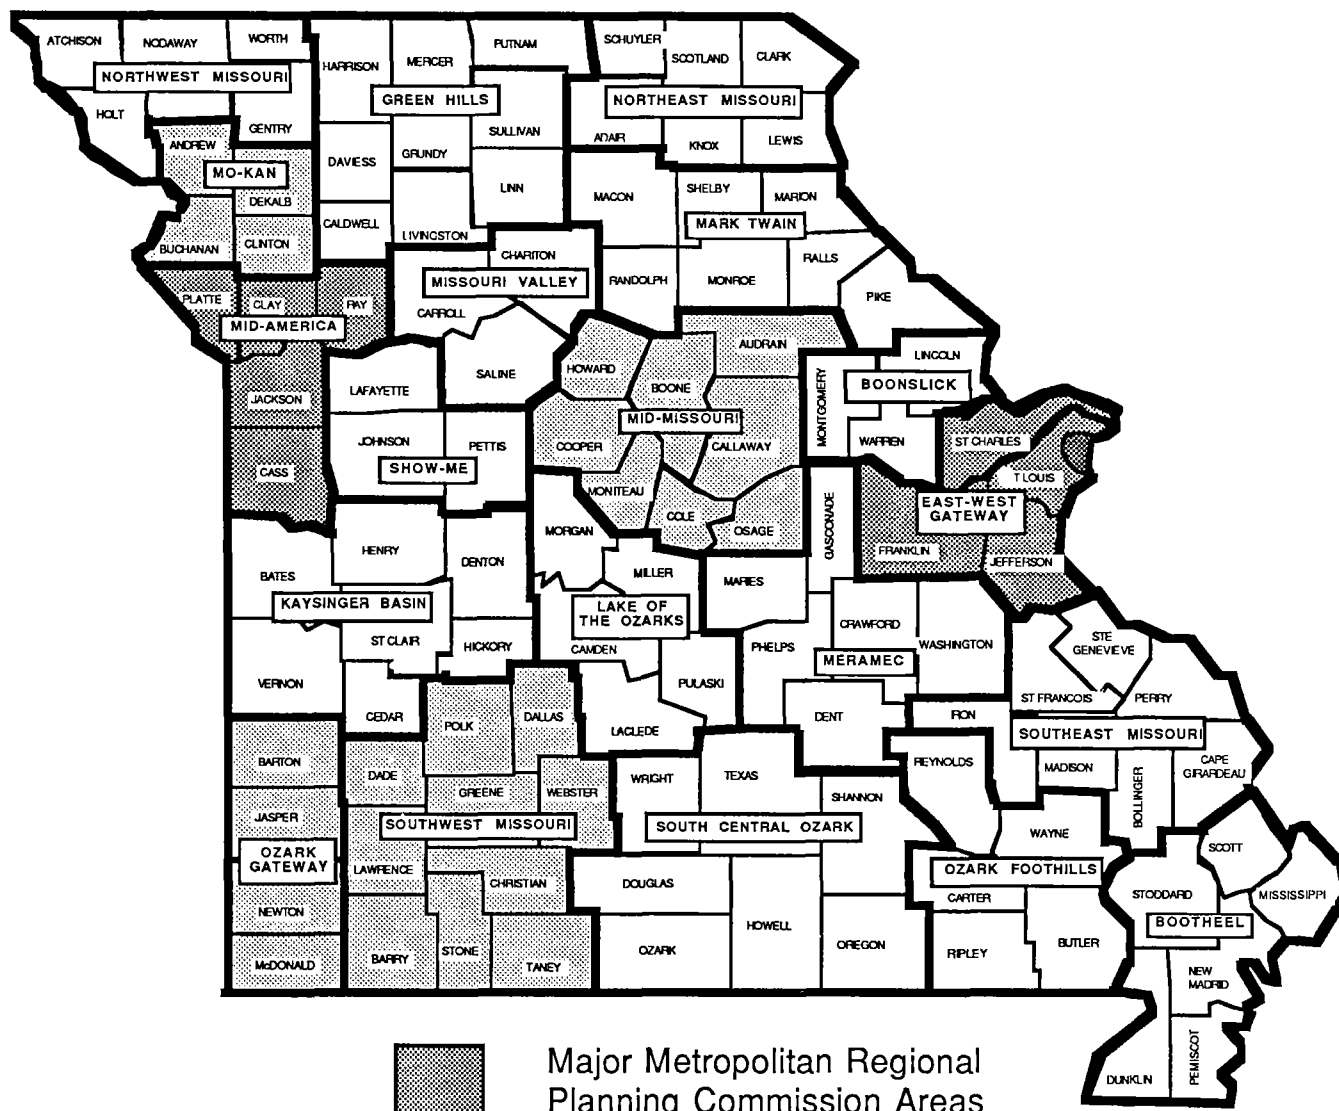 ATCHISON
NODAWAY
WORTH
HARRISON
MERCER
PUTNAM
SCHUYLER
SCOTLAND
CLARK
NORTHWEST MISSOURI
GREEN HILLS
NORTHEAST MISSOURI
HOLT
GENTRY
SULLIVAN
ADAIR
KNOX
LEWIS
ANDREW
DAVIESS
GRUNDY
MO-KAN
DEKALB
LINN
MACON
SHELBY
MARION
CALDWELL
LIVINGSTON
MARK TWAIN
BUCHANAN
CLINTON
CHARITON
RALLS
MISSOURI VALLEY
RANDOLPH
MONROE
PIKE
PLATTE
CLAY
RAY
CARROLL
MID-AMERICA
AUDRAIN
LINCOLN
LAFAYETTE
SALINE
HOWARD
BOONE
BOONSLICK
JACKSON
MONTGOMERY
MID-MISSOURI
JOHNSON
PETTIS
COOPER
CALLAWAY
WARREN
ST CHARLES
CASS
SHOW-ME
T LOUIS
MONITEAU
EAST-WEST
GATEWAY
COLE
OSAGE
GASCONADE
MORGAN
HENRY
DENTON
FRANKLIN
JEFFERSON
BATES
MILLER
MARIES
KAYSINGER BASIN
LAKE OF
THE OZARKS
CRAWFORD
ST CLAIR
HICKORY
CAMDEN
PHELPS
WASHINGTON
STE
GENEVIEVE
MERAMEC
VERNON
PULASKI
ST FRANCOIS
PERRY
CEDAR
POLK
DALLAS
LACLEDE
DENT
IRON
SOUTHEAST MISSOURI
BARTON
DADE
GREENE
WEBSTER
WRIGHT
TEXAS
SHANNON
REYNOLDS
MADISON
BOLLINGER
CAPE
GIRARDEAU
JASPER
SOUTHWEST MISSOURI
SOUTH CENTRAL OZARK
WAYNE
OZARK
GATEWAY
LAWRENCE
CHRISTIAN
DOUGLAS
OZARK FOOTHILLS
SCOTT
CARTER
STODDARD
MISSISSIPPI
NEWTON
HOWELL
BOOTHEEL
BARRY
STONE
TANEY
OZARK
OREGON
RIPLEY
BUTLER
McDONALD
NEW
MADRID
DUNKLIN
PEMISCOT
Major Metropolitan Regional
Planning Commission Areas